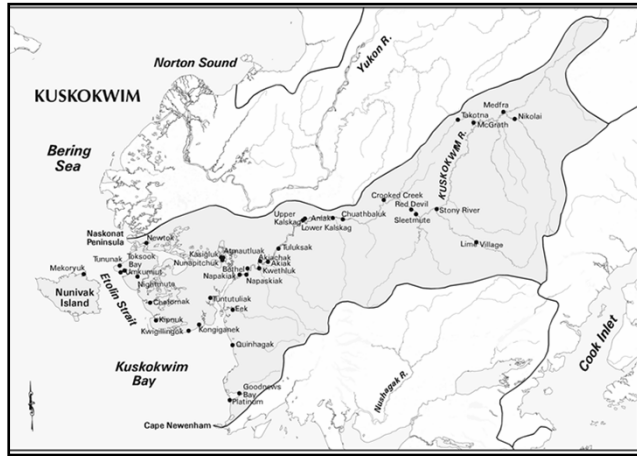 Norton Sound
Yukon R.
KUSKOKWIM
Bering
Sea
Medfra
Takotna
Nikolai
McGrath
KUSKOKWIM R.
Crooked Creek
Red Devil
Stony River
Sleetmute
Upper
Kalskag
Aniak
Chuathbaluk
Lower Kalskag
Lime Village
Naskonat
Peninsula
Newtok
Tuluksak
Kasigluk
Atmautluak
Nunapitchuk
Akiachak
Akiak
Bethel
Kwethluk
Napakiak
Napaskiak
Tununak
Toksook
Bay
Umkumiut
Mekoryuk
Nightmute
Nunivak
Island
Etolin Strait
Chefornak
Tuntutuliak
Eek
Kipnuk
Kongiganek
Kwigillingok
Quinhagak
Kuskokwim
Bay
Cook Inlet
Goodnews
Bay
Platinum
Nushagak R.
Cape Newenham